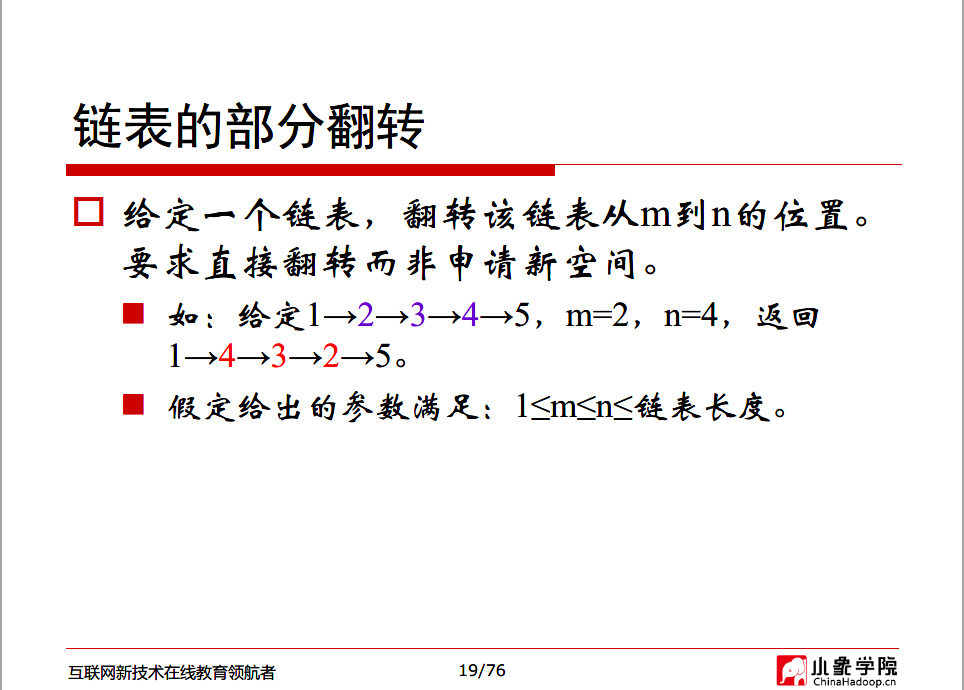 链表的部分翻转
给定一个链表，翻转该链表从m到n的位置。
要求直接翻转而非申请新空间。
如：给定1→2→3→4→5，m=2，n=4，返回
1→4→3→2→5。
假定给出的参数满足：1≤m≤n≤链表长度。
互联网新技术在线教育领航者
19/76
小象学院
ChinaHadoop.cn